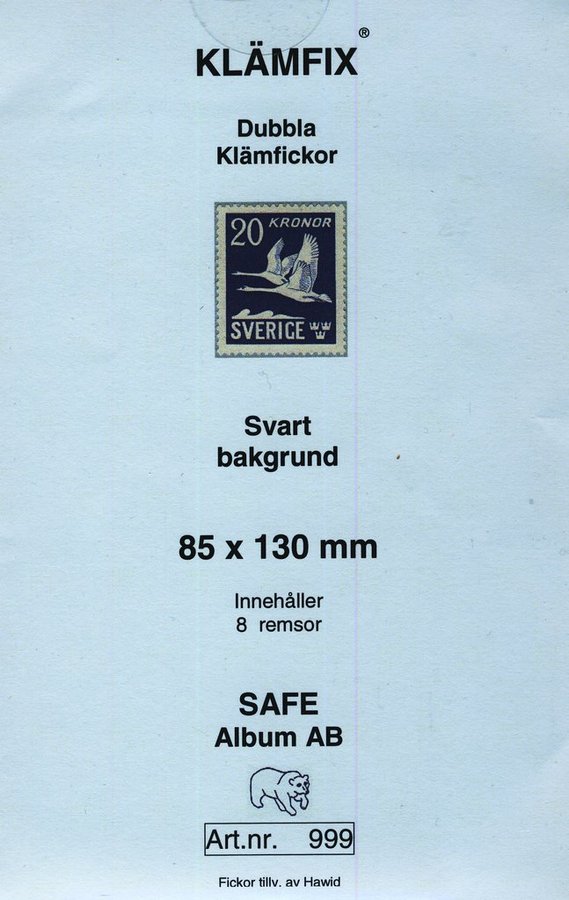 KLÄMFIX®
Dubbla
Klämfickor
20 KRONOR
SVERIGE
Svart
bakgrund
85 x 130 mm
Innehåller
8 remsor
SAFE
Album AB
Art.nr. 999
Fickor tillv. av Hawid